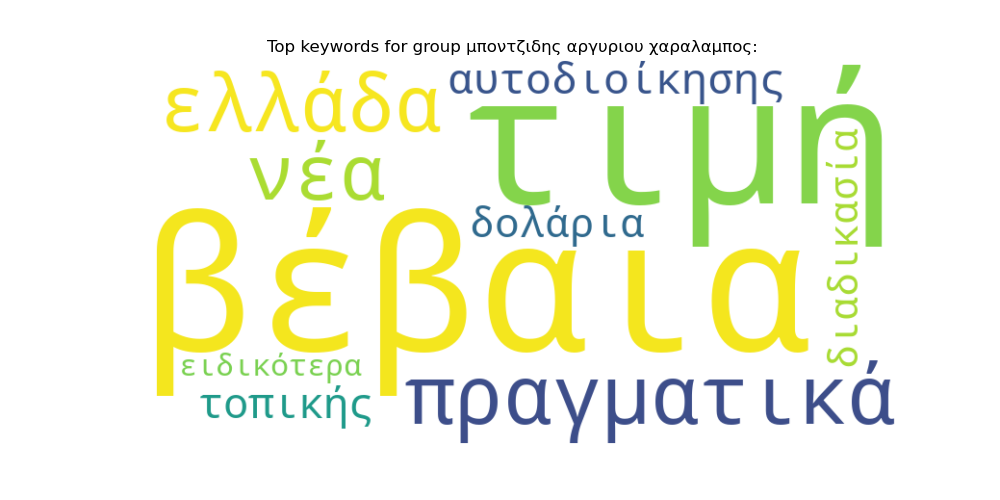 Top keywords for group μποντζιδης αργυριου χαραλαμπος:
αυτοδιοίκησης
ελλάδα
τιμή
νέα
διαδικασία
δολάρια
βέβαια
ειδικότερα
πραγματικά
τοπικής